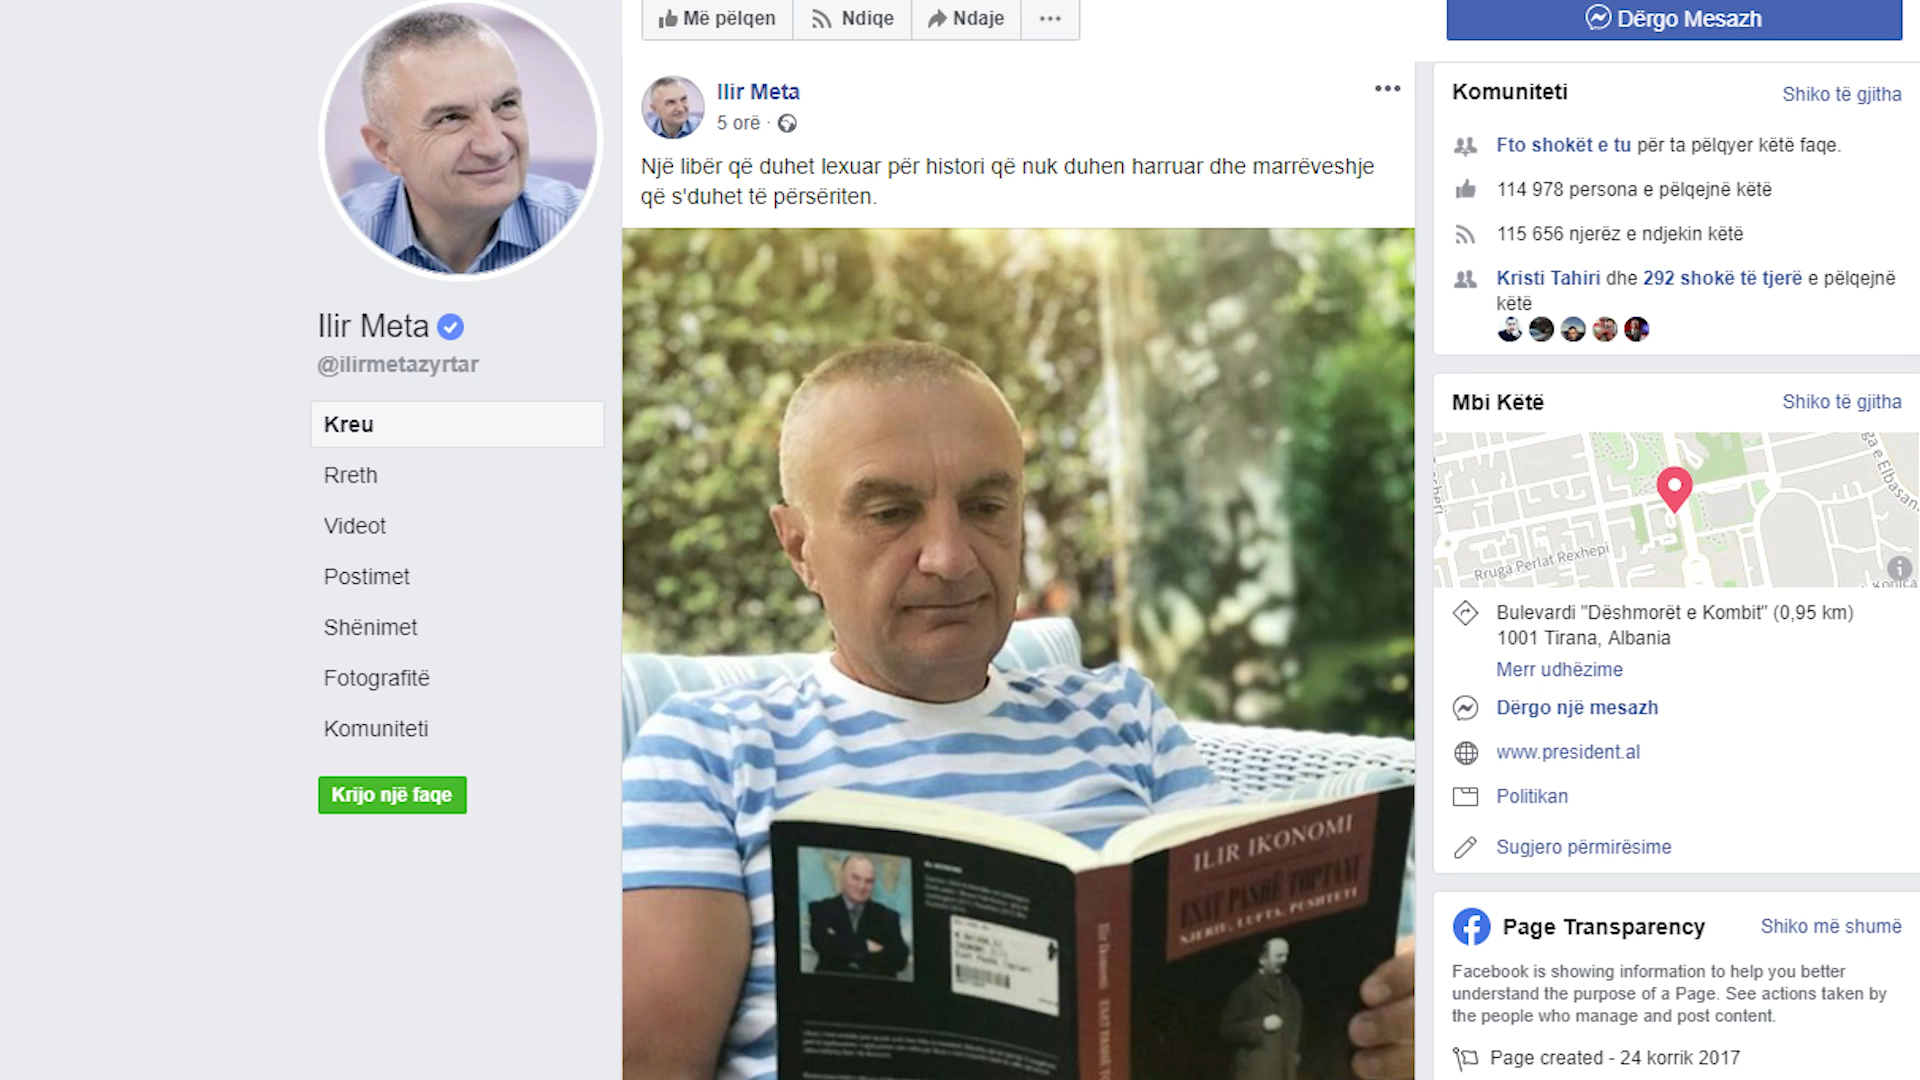 Ilir Meta
@ilirmetazyrtar
Kreu
Rreth
Videot
Postimet
Shënimet
Fotografitë
Komuniteti
Krijo një faqe
Më pëlqen
Ndiqe
Ndaje
Dërgo Mesazh
Ilir Meta
5 orë ·
Një libër që duhet lexuar për histori që nuk duhen harruar dhe marrëveshje
që s'duhet të përsëriten.
ILIR IKONOMI
ESAT PASHË TOPTANI
NJERIU, LUFTA, PUSHTETI
Ilir Ikonomi
Komuniteti
Shiko të gjitha
Fto shokët e tu për ta pëlqyer këtë faqe.
114 978 persona e pëlqejnë këtë
115 656 njerëz e ndjekin këtë
Kristi Tahiri dhe 292 shokë të tjerë e pëlqejnë
këtë
Mbi Këtë
Shiko të gjitha
Rruga Perlat Rexhepi
Bulevardi "Dëshmorët e Kombit" (0,95 km)
1001 Tirana, Albania
Merr udhëzime
Dërgo një mesazh
www.president.al
Politikan
Sugjero përmirësime
Page Transparency
Shiko më shumë
Facebook is showing information to help you better
understand the purpose of a Page. See actions taken by
the people who manage and post content.
Page created - 24 korrik 2017